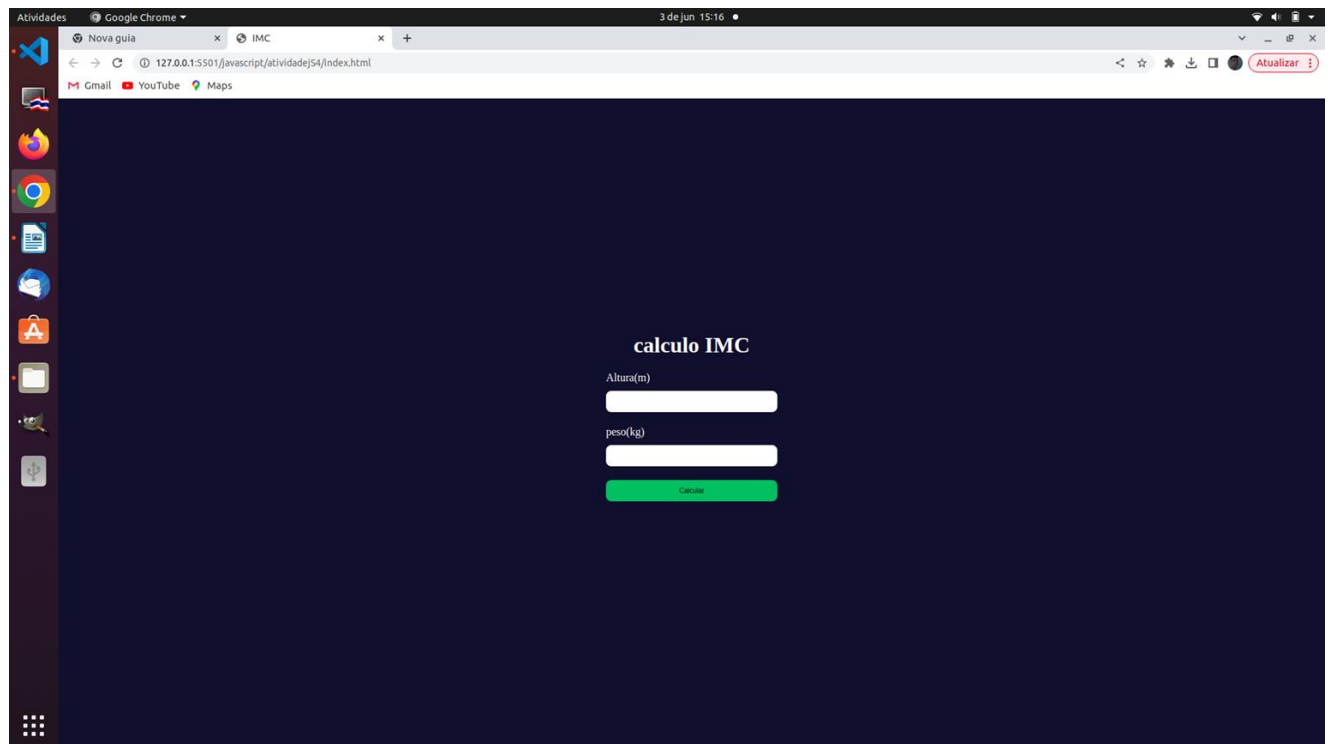 Atividades Google Chrome 3 de jun 15:16
Nova guia IMC
127.0.0.1:5501/javascript/atividadejS4/index.html Atualizar
Gmail YouTube Maps
calculo IMC
Altura(m)
peso(kg)
Calcular